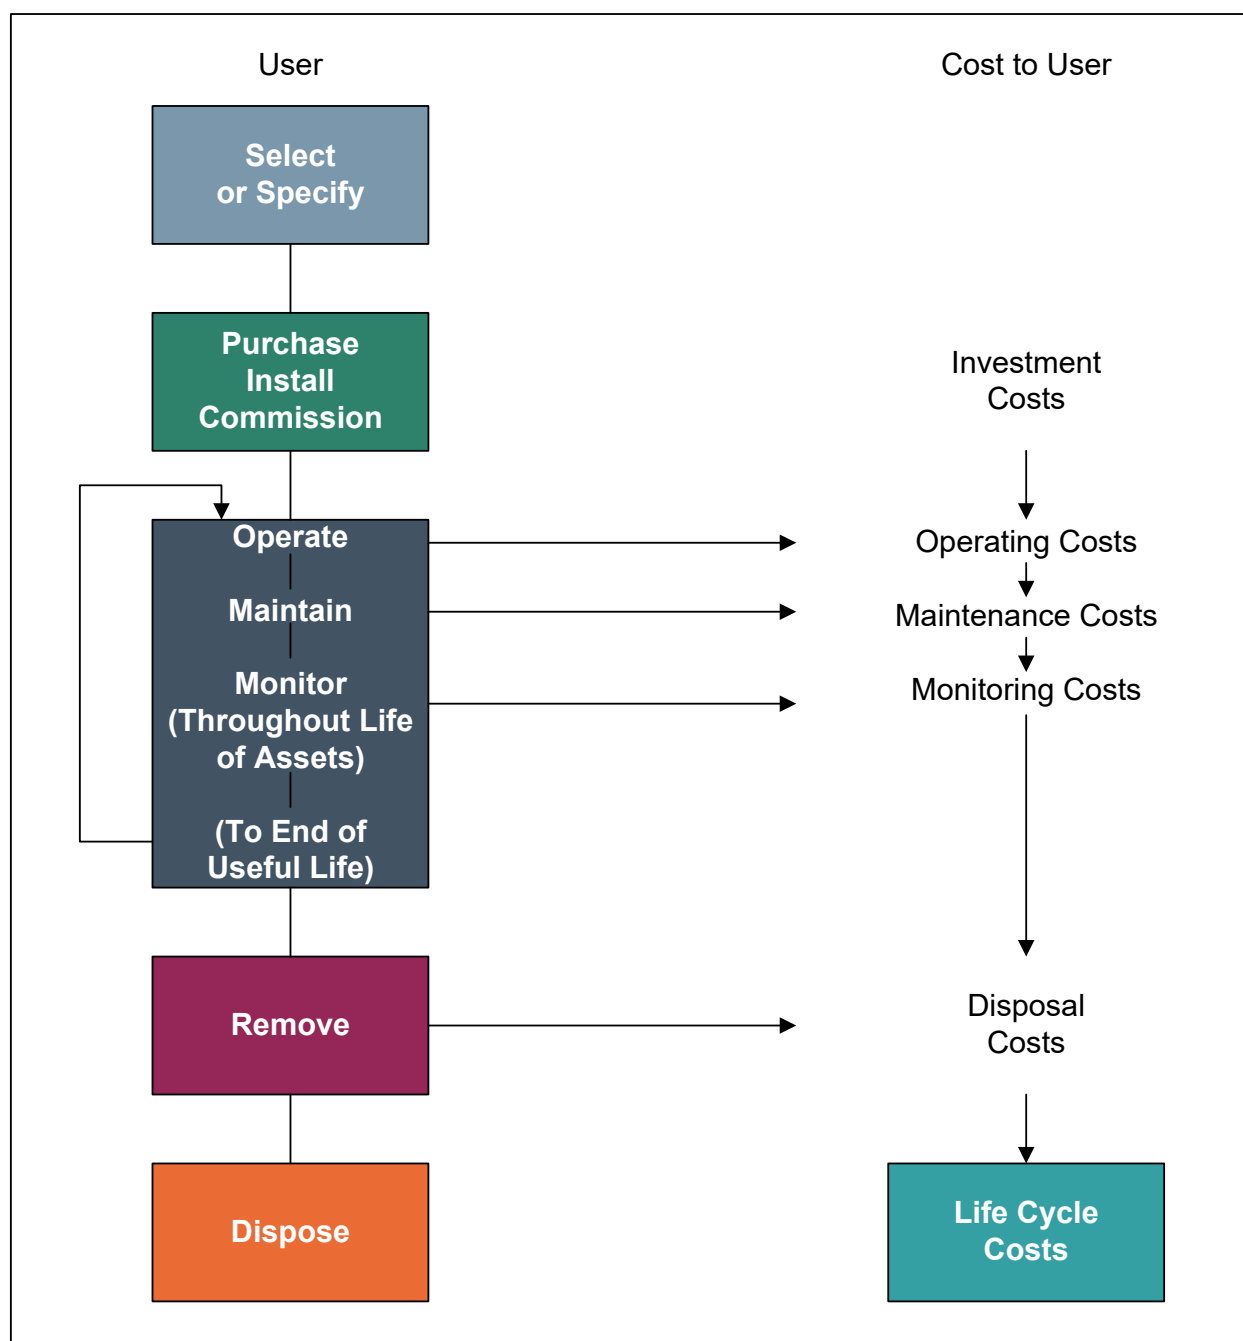 User
Cost to User
Select
or Specify
Purchase
Install
Commission
Investment
Costs
Operate
Operating Costs
Maintain
Maintenance Costs
Monitor
(Throughout Life
of Assets)
Monitoring Costs
(To End of
Useful Life)
Remove
Disposal
Costs
Dispose
Life Cycle
Costs